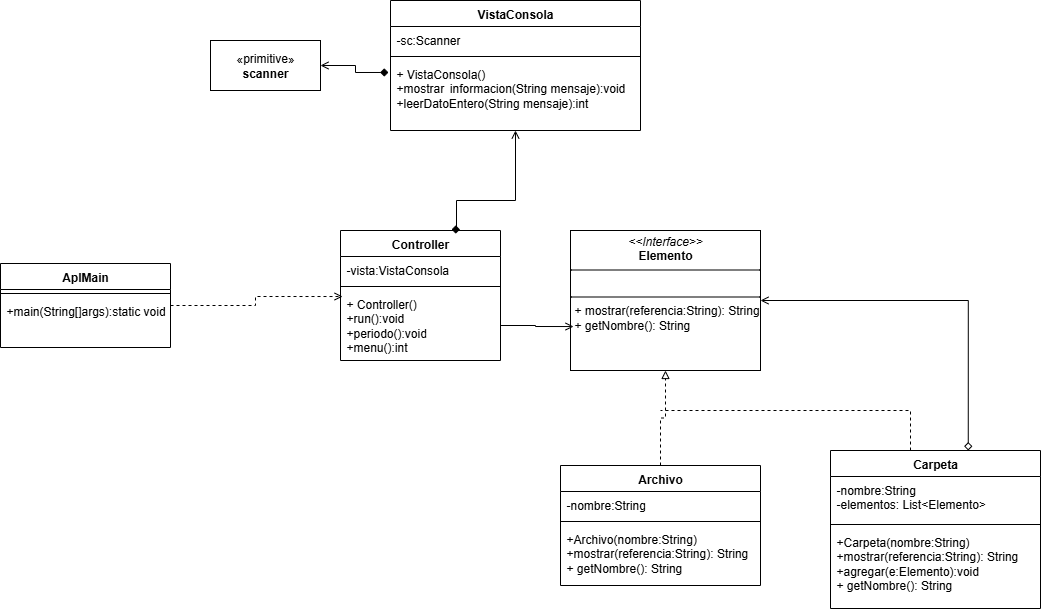 VistaConsola
-sc:Scanner
+ VistaConsola()
+mostrar informacion(String mensaje):void
+leerDatoEntero(String mensaje):int
«primitive»
scanner
Controller
-vista:VistaConsola
+ Controller()
+run():void
+periodo():void
+menu():int
<<Interface>>
Elemento
+ mostrar(referencia:String): String
+ getNombre(): String
AplMain
+main(String[]args):static void
Archivo
-nombre:String
+Archivo(nombre:String)
+mostrar(referencia:String): String
+ getNombre(): String
Carpeta
-nombre:String
-elementos: List<Elemento>
+Carpeta(nombre:String)
+mostrar(referencia:String): String
+agregar(e:Elemento):void
+ getNombre(): String